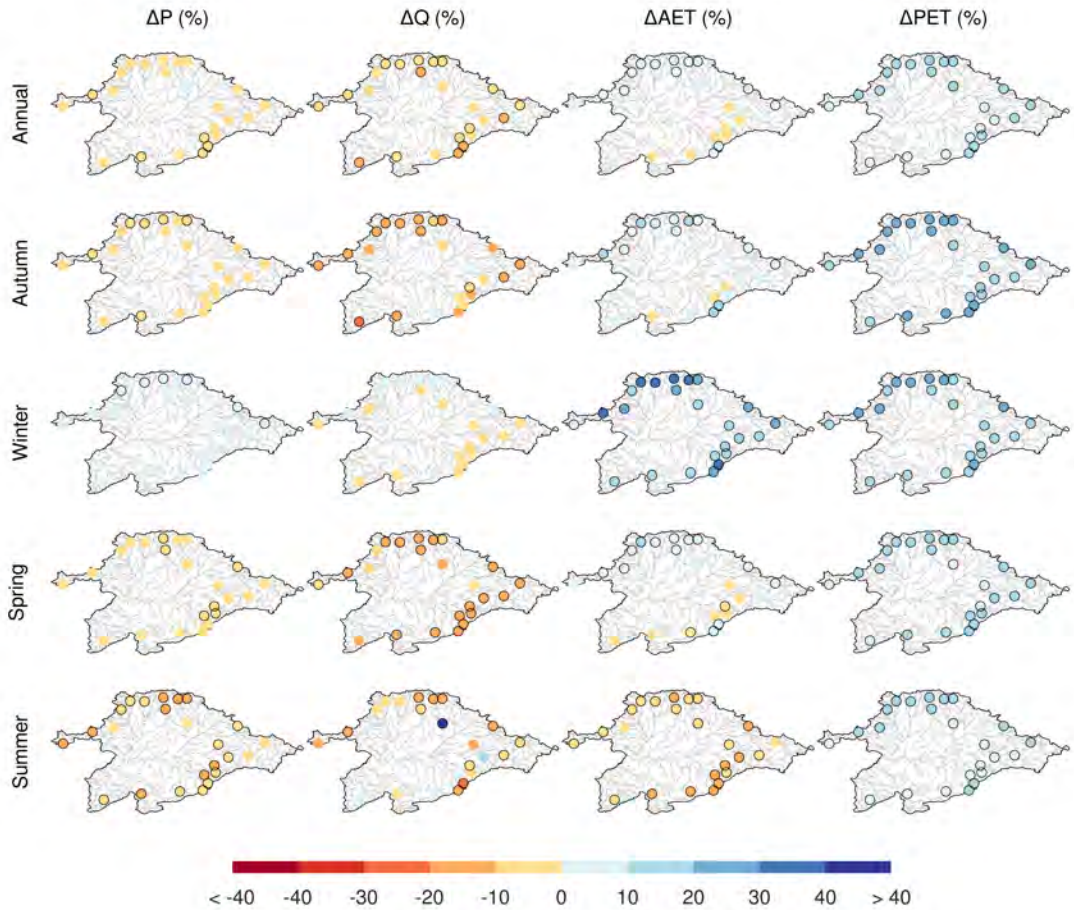 ΔP (%) ΔQ (%) ΔAET (%) ΔPET (%)
Annual
Autumn
Winter
Spring
Summer
< -40 -40 -30 -20 -10 0 10 20 30 40 > 40